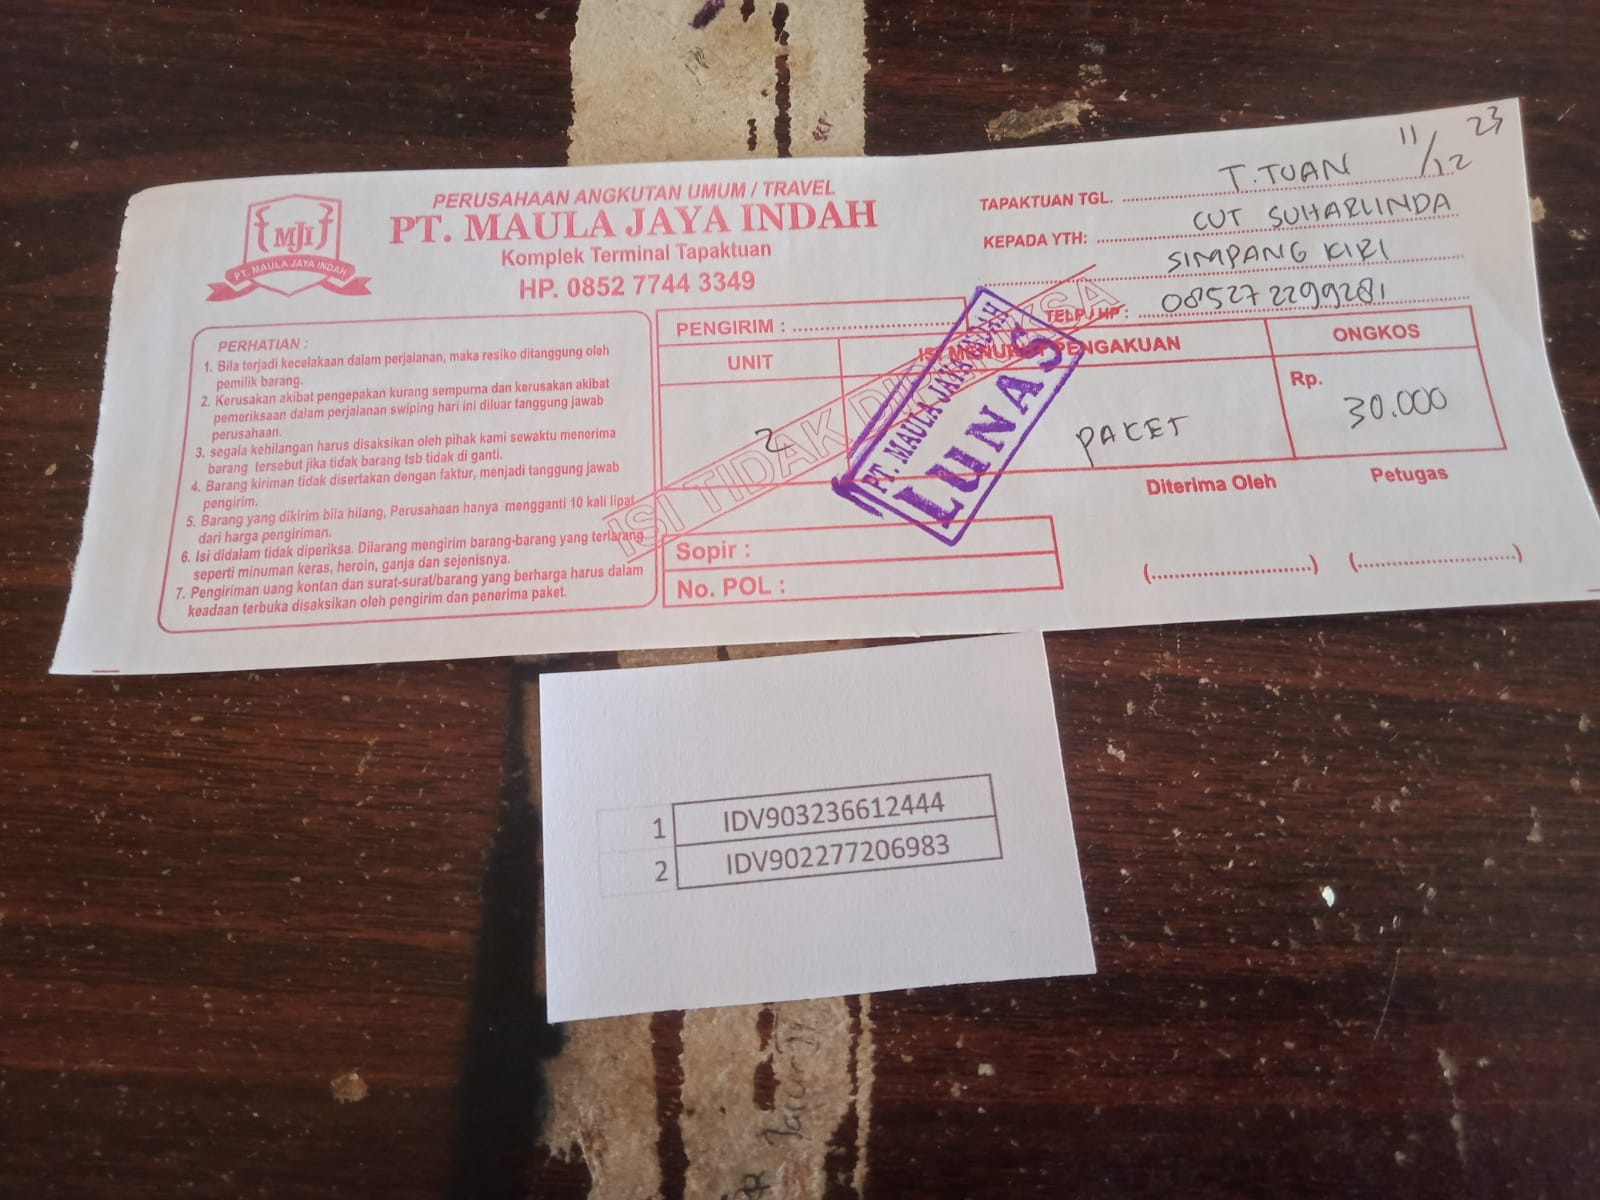 MJI
PT. MAULA JAYA INDAH
PERUSAHAAN ANGKUTAN UMUM / TRAVEL
PT. MAULA JAYA INDAH
Komplek Terminal Tapaktuan
HP. 0852 7744 3349
TAPAKTUAN TGL. T.TUAN 11/12 23
KEPADA YTH: CUT SUHARLINDA
SIMPANG KIRI
TELP / HP : 085272299281
PERHATIAN :
1. Bila terjadi kecelakaan dalam perjalanan, maka resiko ditanggung oleh
pemilik barang.
2. Kerusakan akibat pengepakan kurang sempurna dan kerusakan akibat
pemeriksaan dalam perjalanan swiping hari ini diluar tanggung jawab
perusahaan.
3. segala kehilangan harus disaksikan oleh pihak kami sewaktu menerima
barang tersebut jika tidak barang tsb tidak di ganti.
4. Barang kiriman tidak disertakan dengan faktur, menjadi tanggung jawab
pengirim.
5. Barang yang dikirim bila hilang, Perusahaan hanya mengganti 10 kali lipat
dari harga pengiriman.
6. Isi didalam tidak diperiksa. Dilarang mengirim barang-barang yang terlarang
seperti minuman keras, heroin, ganja dan sejenisnya.
7. Pengiriman uang kontan dan surat-surat/barang yang berharga harus dalam
keadaan terbuka disaksikan oleh pengirim dan penerima paket.
PENGIRIM :
UNIT
ISI MENURUT PENGAKUAN
ONGKOS
2
PAKET
Rp.
30.000
ISI TIDAK DIPERIKSA
PT. MAULA JAYA INDAH
LUNAS
Sopir :
No. POL :
Diterima Oleh
Petugas
1 IDV903236612444
2 IDV902277206983